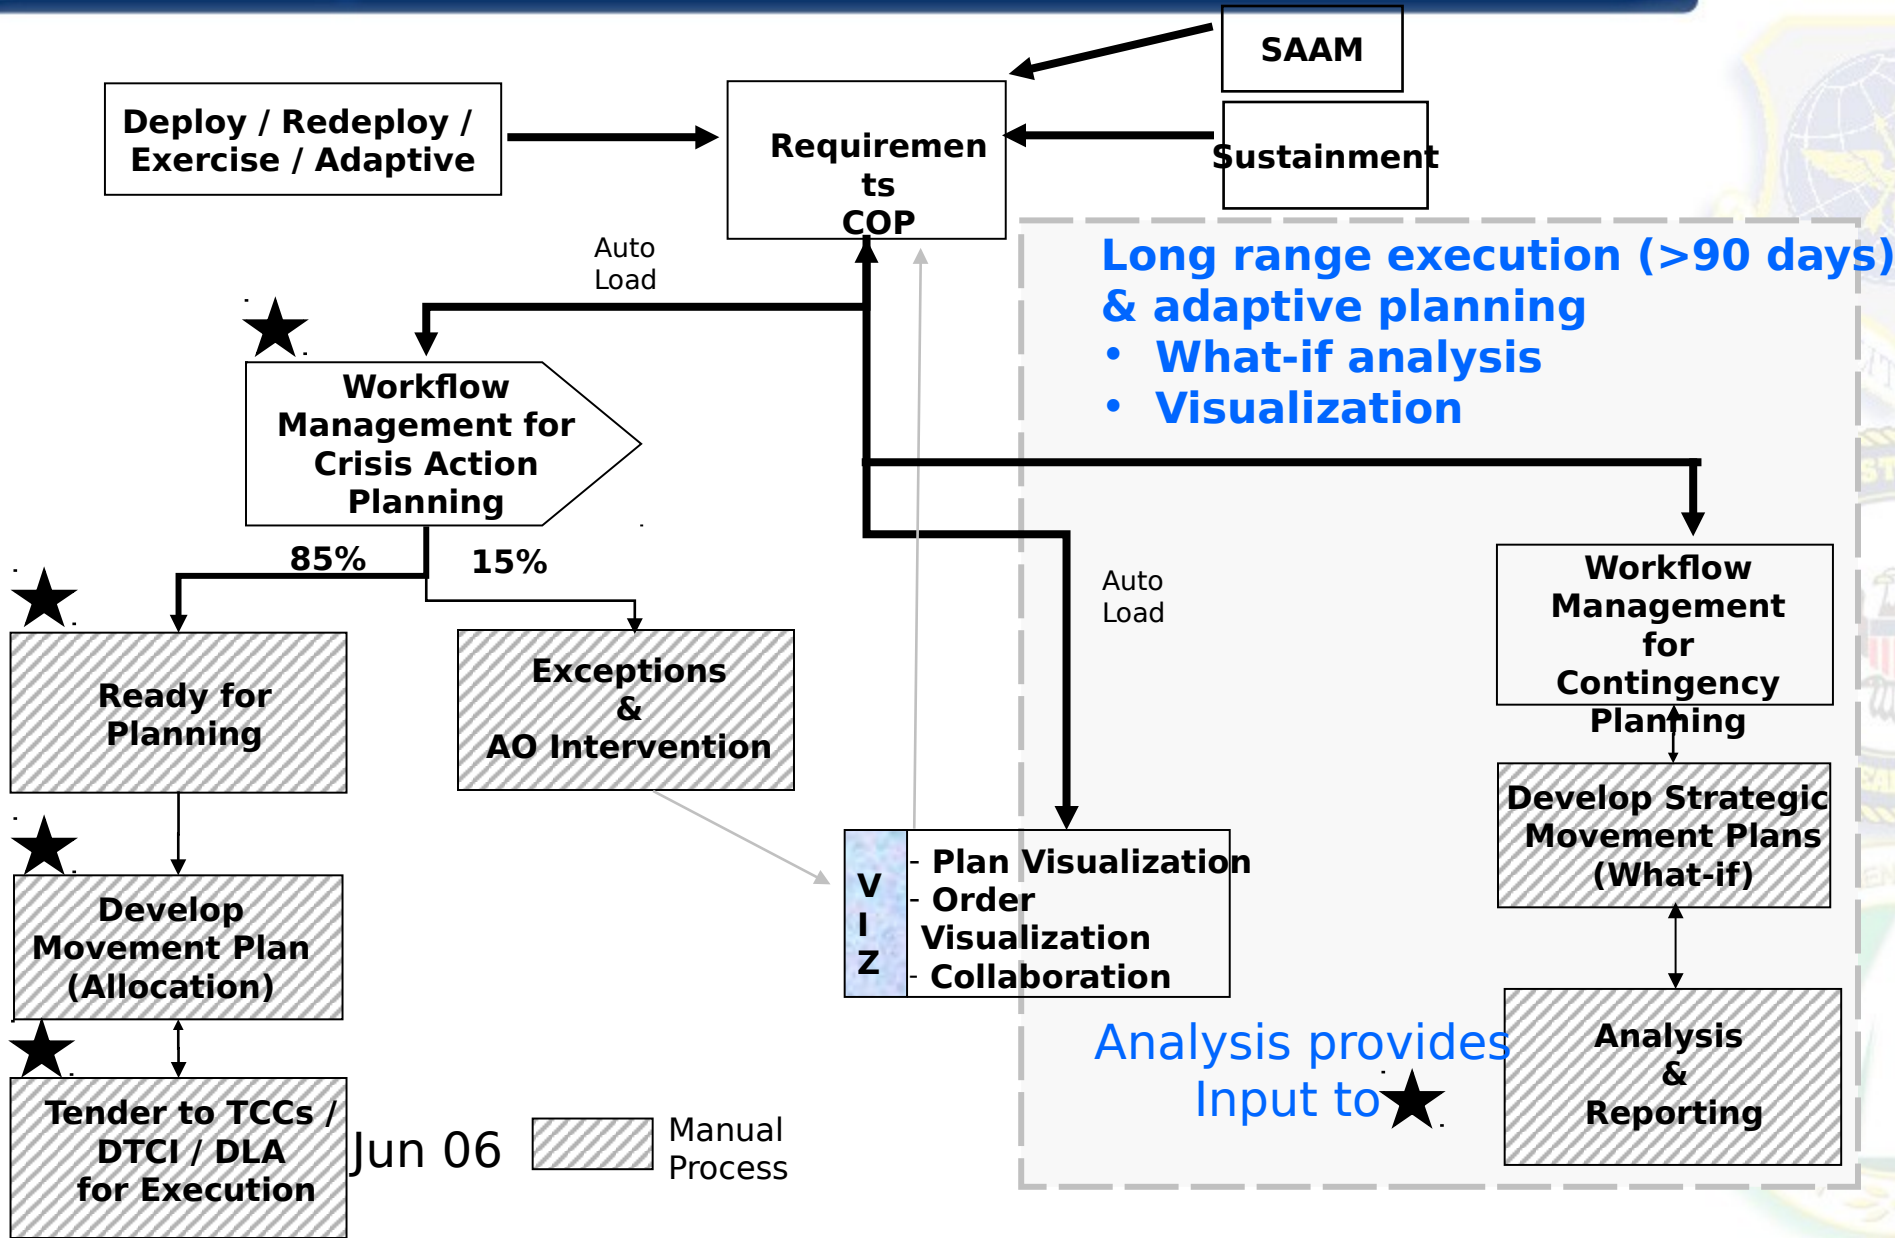 SAAM
Deploy / Redeploy /
Exercise / Adaptive
Requiremen
ts
COP
Sustainment
Auto
Load
Long range execution (>90 days)
& adaptive planning
• What-if analysis
• Visualization
Workflow
Management for
Crisis Action
Planning
85%
15%
Auto
Load
Workflow
Management
for
Contingency
Planning
Ready for
Planning
Exceptions
&
AO Intervention
Develop Strategic
Movement Plans
(What-if)
V
I
Z
- Plan Visualization
- Order
Visualization
- Collaboration
Develop
Movement Plan
(Allocation)
Analysis provides
Input to
Analysis
&
Reporting
Tender to TCCs /
DTCI / DLA
for Execution
Jun 06
Manual
Process